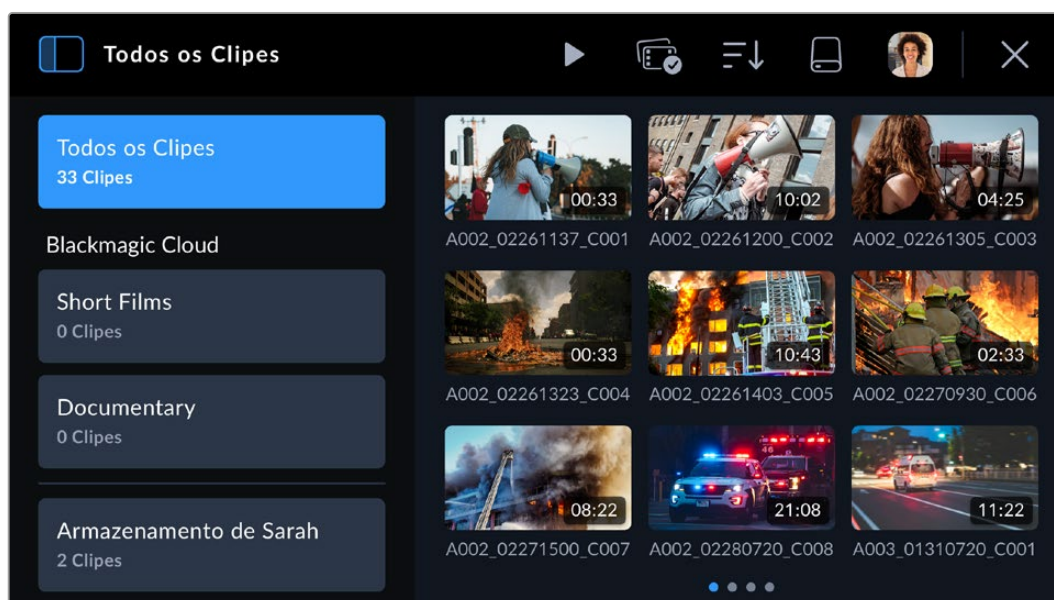 Todos os Clipes
Todos os Clipes
33 Clipes
Blackmagic Cloud
Short Films
0 Clipes
Documentary
0 Clipes
Armazenamento de Sarah
2 Clipes
00:33 10:02 04:25
A002_02261137_C001 A002_02261200_C002 A002_02261305_C003
00:33 10:43 02:33
A002_02261323_C004 A002_02261403_C005 A002_02270930_C006
46
08:22 21:08 11:22
A002_02271500_C007 A002_02280720_C008 A003_01310720_C001